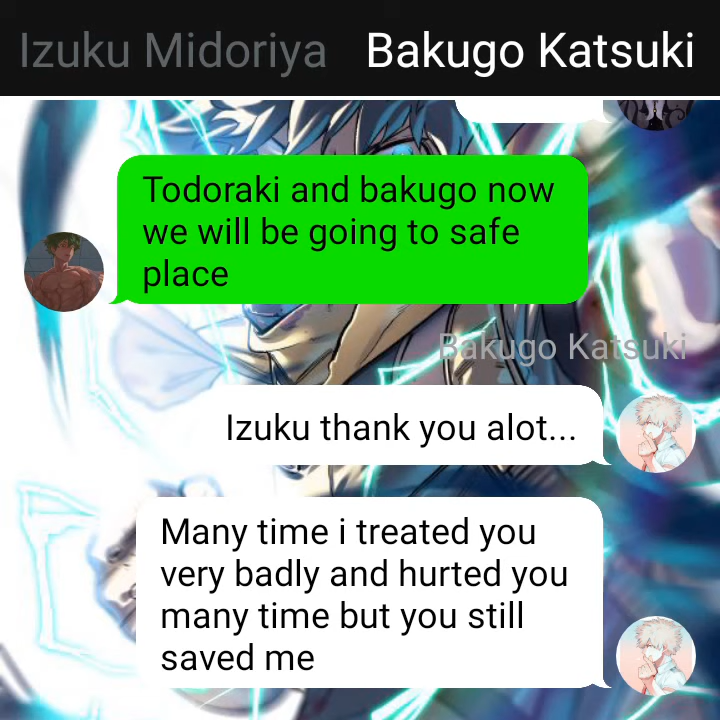 Izuku Midoriya Bakugo Katsuki
Todoraki and bakugo now
we will be going to safe
place
Bakugo Katsuki
Izuku thank you alot...
Many time i treated you
very badly and hurted you
many time but you still
saved me